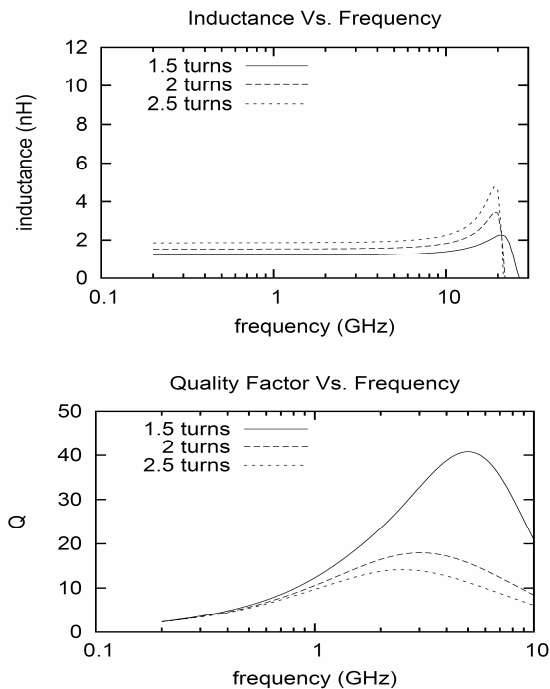 Inductance Vs. Frequency
12
10
8
6
4
2
0
inductance (nH)
1.5 turns
2 turns
2.5 turns
0.1
1
10
frequency (GHz)
Quality Factor Vs. Frequency
50
40
30
20
10
0
Q
1.5 turns
2 turns
2.5 turns
0.1
1
10
frequency (GHz)